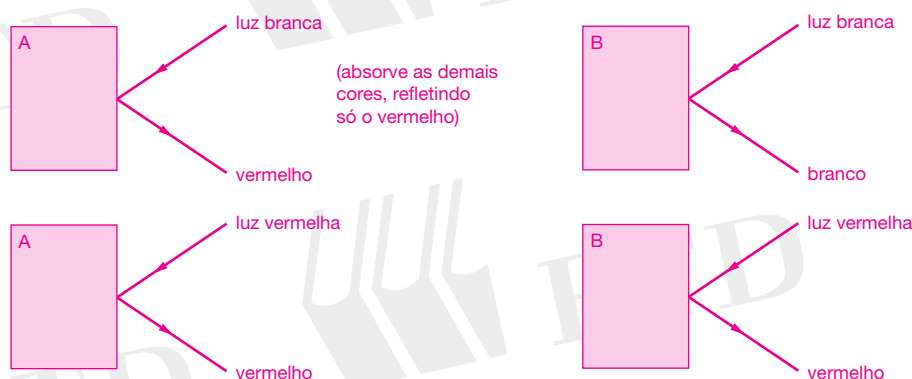 A
luz branca
(absorve as demais
cores, refletindo
só o vermelho)
vermelho
B
luz branca
branco
A
luz vermelha
vermelho
B
luz vermelha
vermelho
FTD